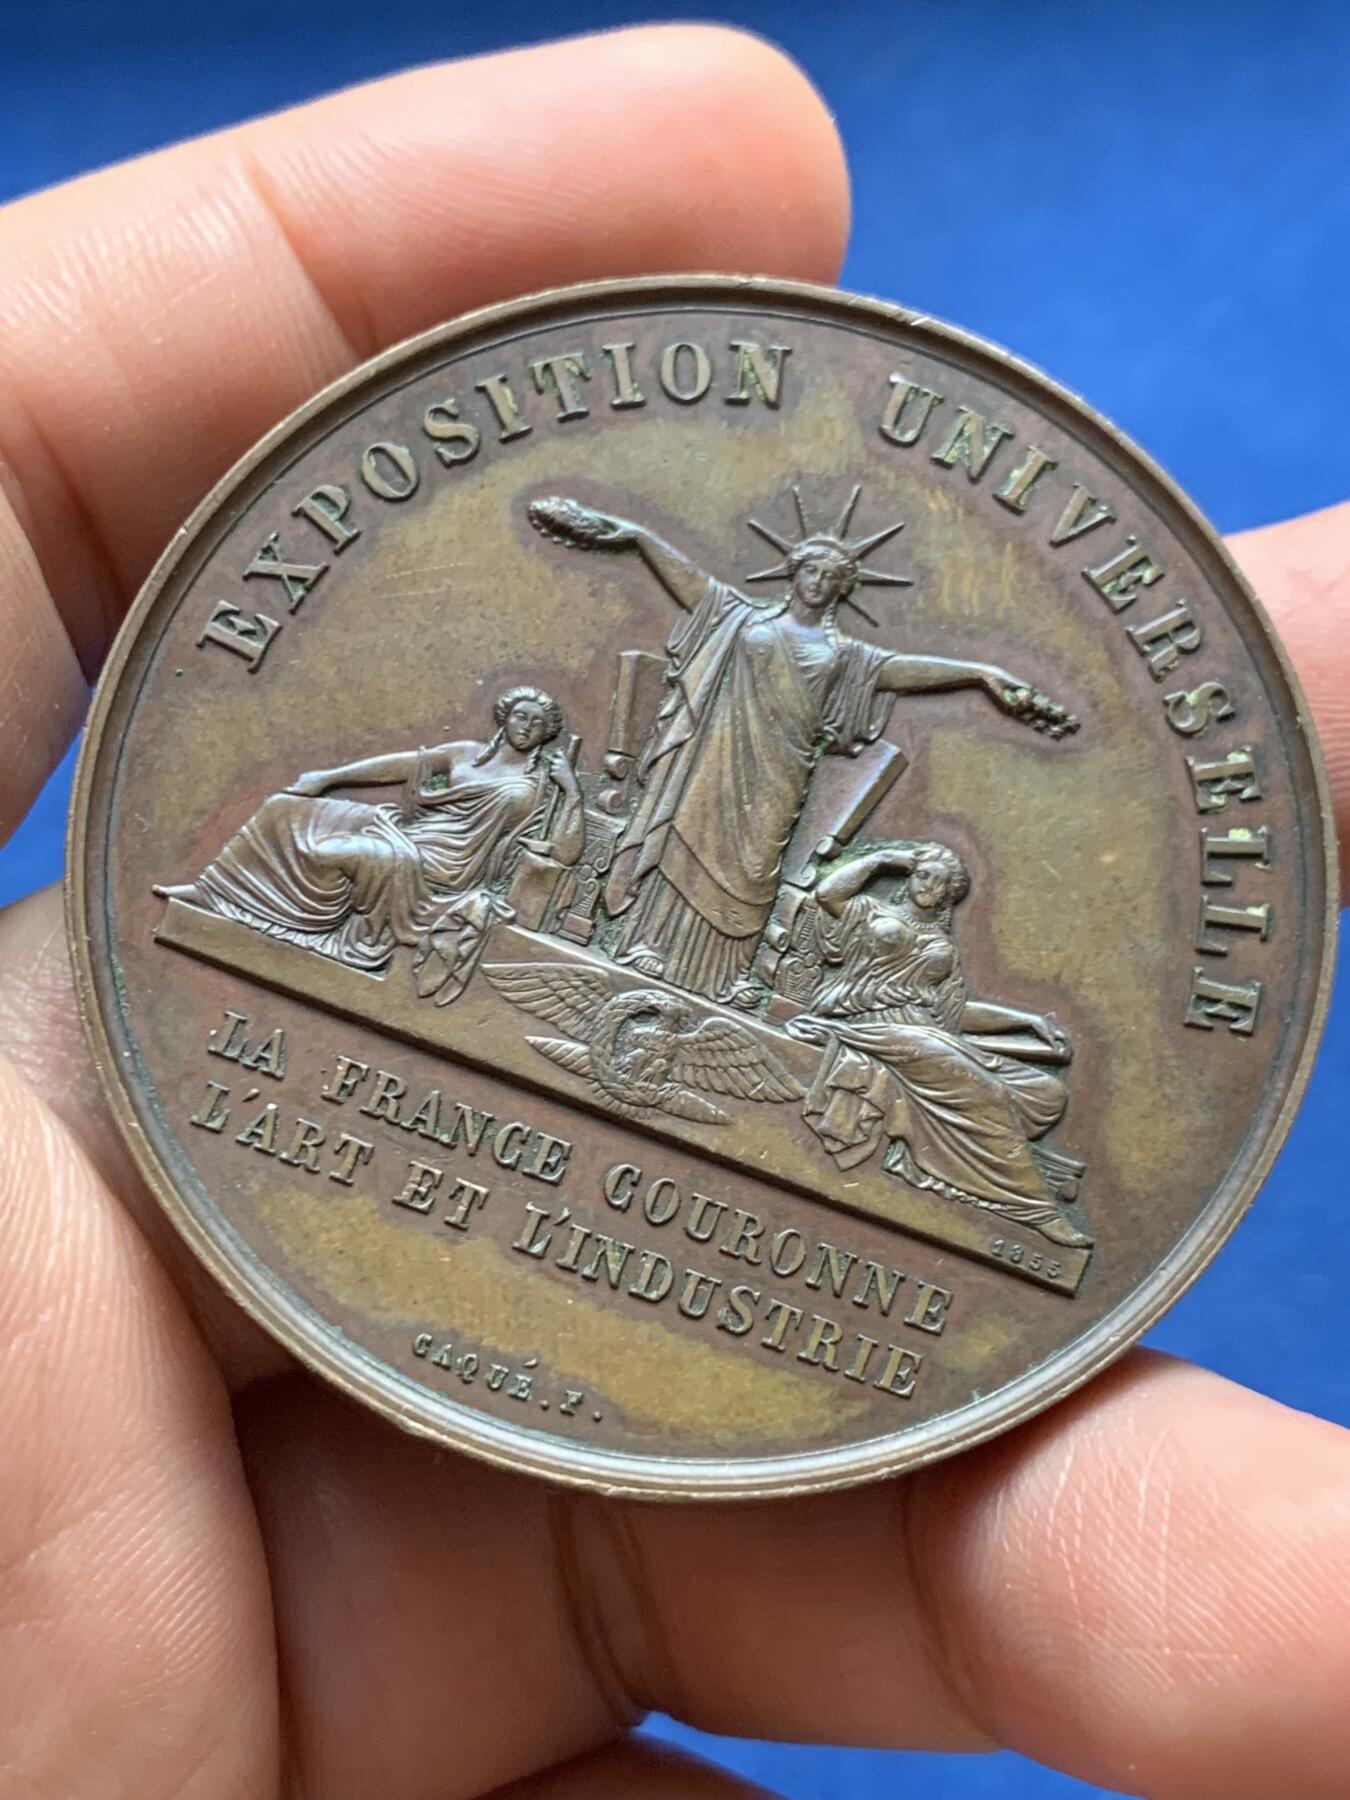 EXPOSITION UNIVERSELLE
1855
LA FRANCE COURONNE
L'ART ET L'INDUSTRIE
CAQUÉ. F.